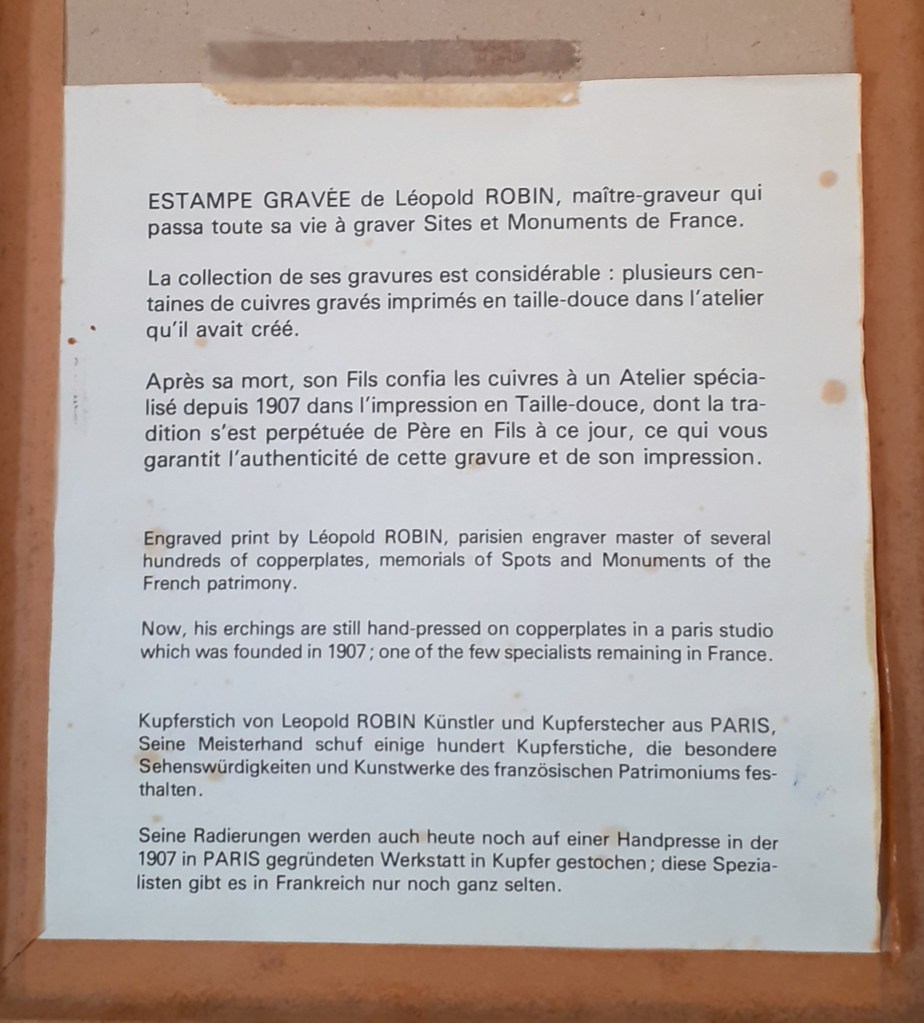 ESTAMPE GRAVÉE de Léopold ROBIN, maître-graveur qui
passa toute sa vie à graver Sites et Monuments de France.
La collection de ses gravures est considérable : plusieurs cen-
taines de cuivres gravés imprimés en taille-douce dans l'atelier
qu'il avait créé.
Après sa mort, son Fils confia les cuivres à un Atelier spécia-
lisé depuis 1907 dans l'impression en Taille-douce, dont la tra-
dition s'est perpétuée de Père en Fils à ce jour, ce qui vous
garantit l'authenticité de cette gravure et de son impression.
Engraved print by Léopold ROBIN, parisien engraver master of several
hundreds of copperplates, memorials of Spots and Monuments of the
French patrimony.
Now, his erchings are still hand-pressed on copperplates in a paris studio
which was founded in 1907 ; one of the few specialists remaining in France.
Kupferstich von Leopold ROBIN Künstler und Kupferstecher aus PARIS,
Seine Meisterhand schuf einige hundert Kupferstiche, die besondere
Sehenswürdigkeiten und Kunstwerke des französischen Patrimoniums fes-
thalten.
Seine Radierungen werden auch heute noch auf einer Handpresse in der
1907 in PARIS gegründeten Werkstatt in Kupfer gestochen ; diese Spezia-
listen gibt es in Frankreich nur noch ganz selten.